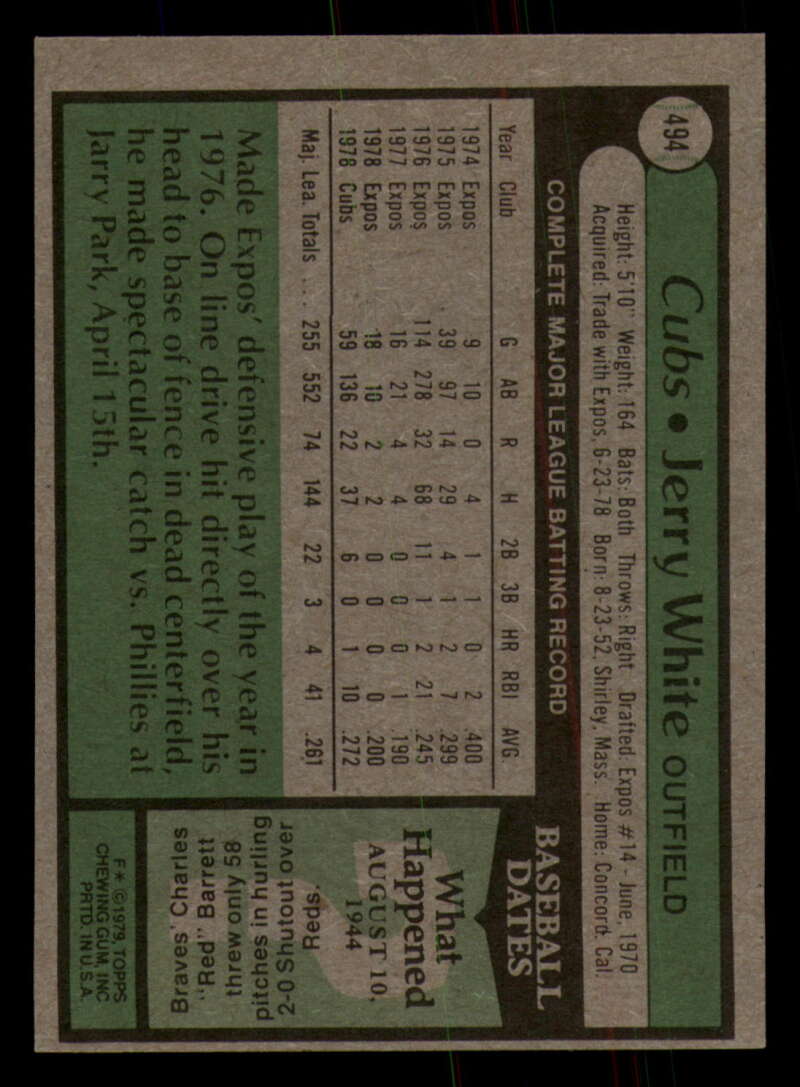 494
Cubs • Jerry White OUTFIELD
Height: 5'10" Weight: 164 Bats: Both Throws: Right Drafted: Expos #14 - June, 1970
Acquired: Trade with Expos, 6-23-78 Born: 8-23-52, Shirley, Mass. Home: Concord, Cal.
COMPLETE MAJOR LEAGUE BATTING RECORD
Year Club G AB R H 2B 3B HR RBI AVG.
1974 Expos 9 10 0 4 1 1 0 2 .400
1975 Expos 39 97 14 29 4 1 2 7 .299
1976 Expos 114 278 32 68 11 1 2 21 .245
1977 Expos 16 21 4 4 0 0 0 1 .190
1978 Expos 18 10 2 2 0 0 0 0 .200
1978 Cubs 59 136 22 37 6 0 1 10 .272
Maj. Lea. Totals . . . 255 552 74 144 22 3 4 41 .261
Made Expos' defensive play of the year in
1976. On line drive hit directly over his
head to base of fence in dead centerfield,
he made spectacular catch vs. Phillies at
Jarry Park, April 15th.
BASEBALL
DATES
What
Happened
AUGUST 10,
1944
Braves' Charles
"Red" Barrett
threw only 58
pitches in hurling
2-0 Shutout over
Reds.
F* ©1979, TOPPS
CHEWING GUM, INC
PRTD. IN U.S.A.